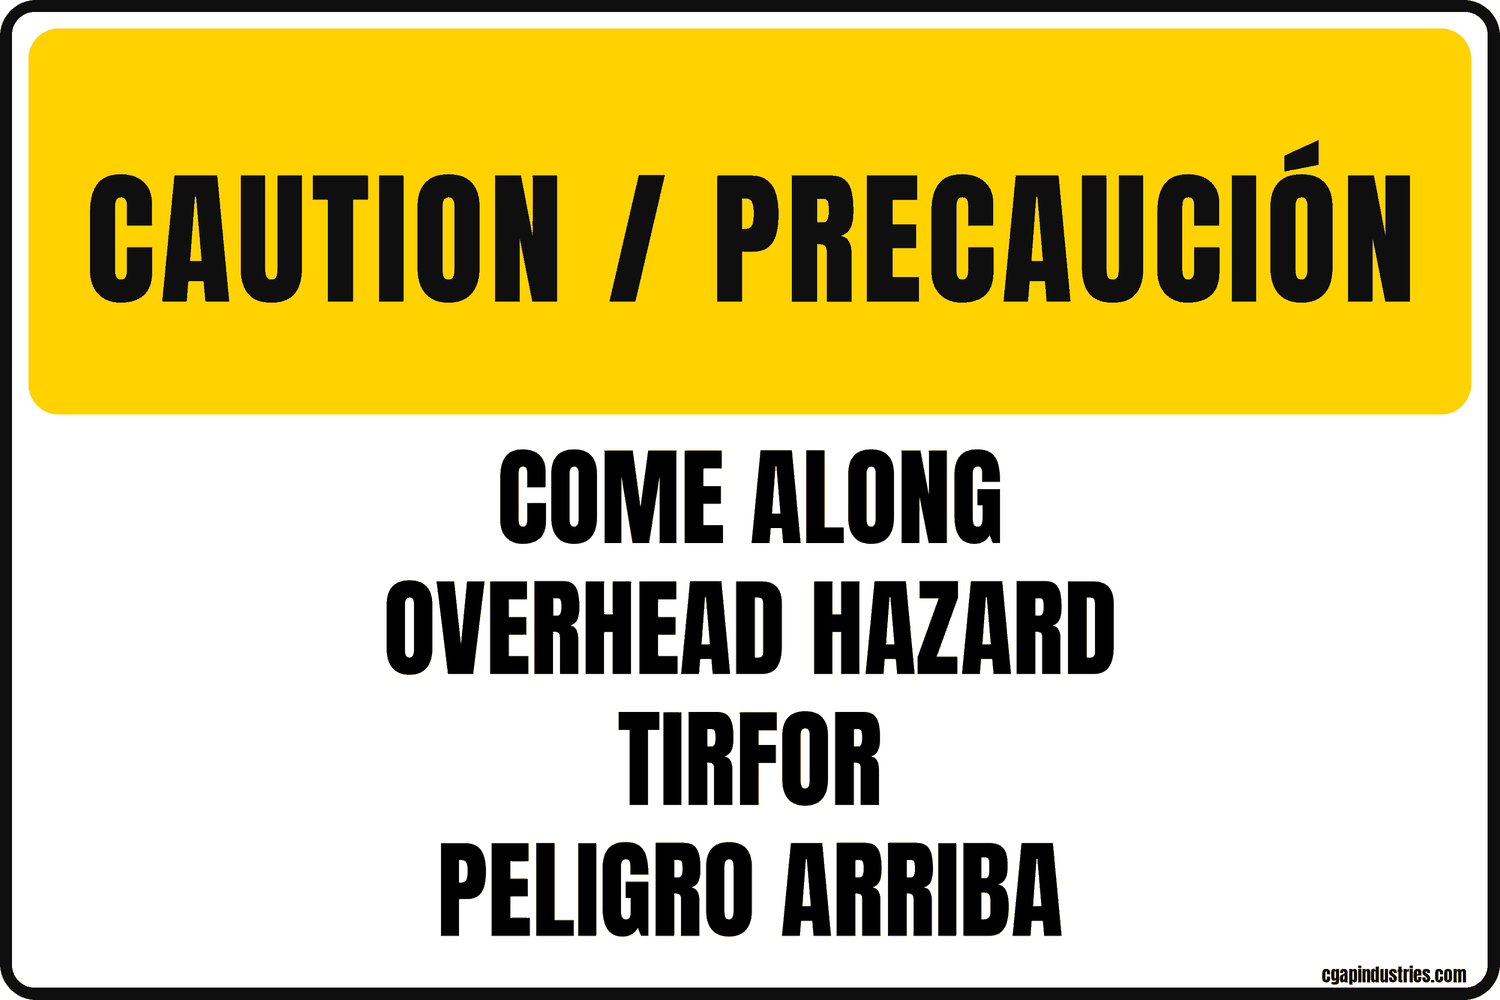 CAUTION / PRECAUCIÓN
COME ALONG
OVERHEAD HAZARD
TIRFOR
PELIGRO ARRIBA
cgapindustries.com